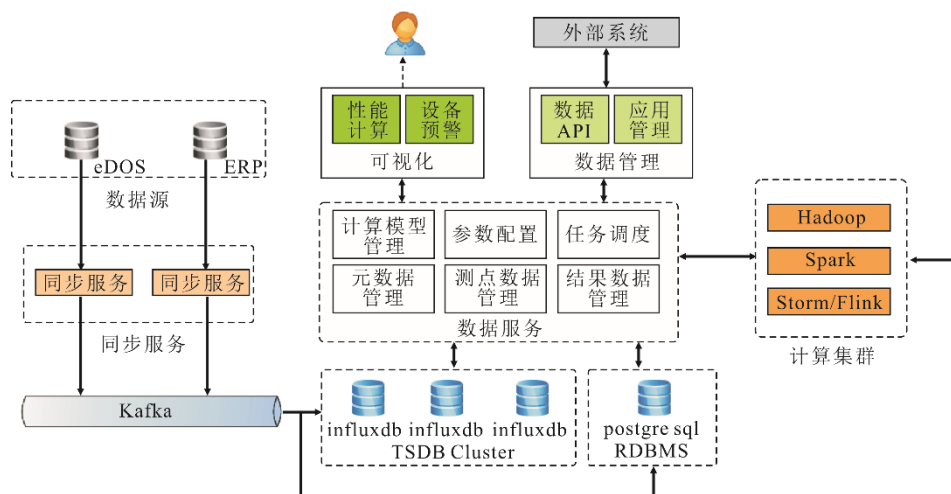 外部系统
性能
计算
设备
预警
可视化
数据
API
应用
管理
数据管理
eDOS
ERP
数据源
同步服务
同步服务
同步服务
Kafka
计算模型
管理
参数配置
任务调度
元数据
管理
测点数据
管理
结果数据
管理
数据服务
Hadoop
Spark
Storm/Flink
计算集群
influxdb influxdb influxdb
TSDB Cluster
postgre sql
RDBMS